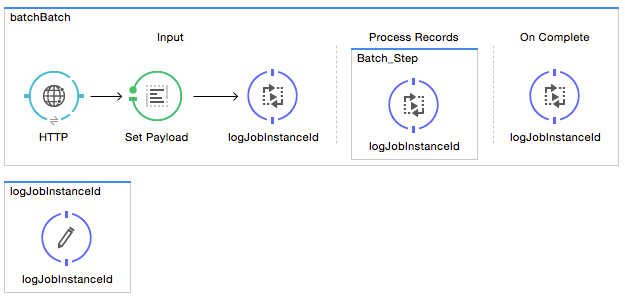 batchBatch
Input
Process Records
On Complete
Batch_Step
HTTP
Set Payload
logJobInstanceId
logJobInstanceId
logJobInstanceId
logJobInstanceId
logJobInstanceId